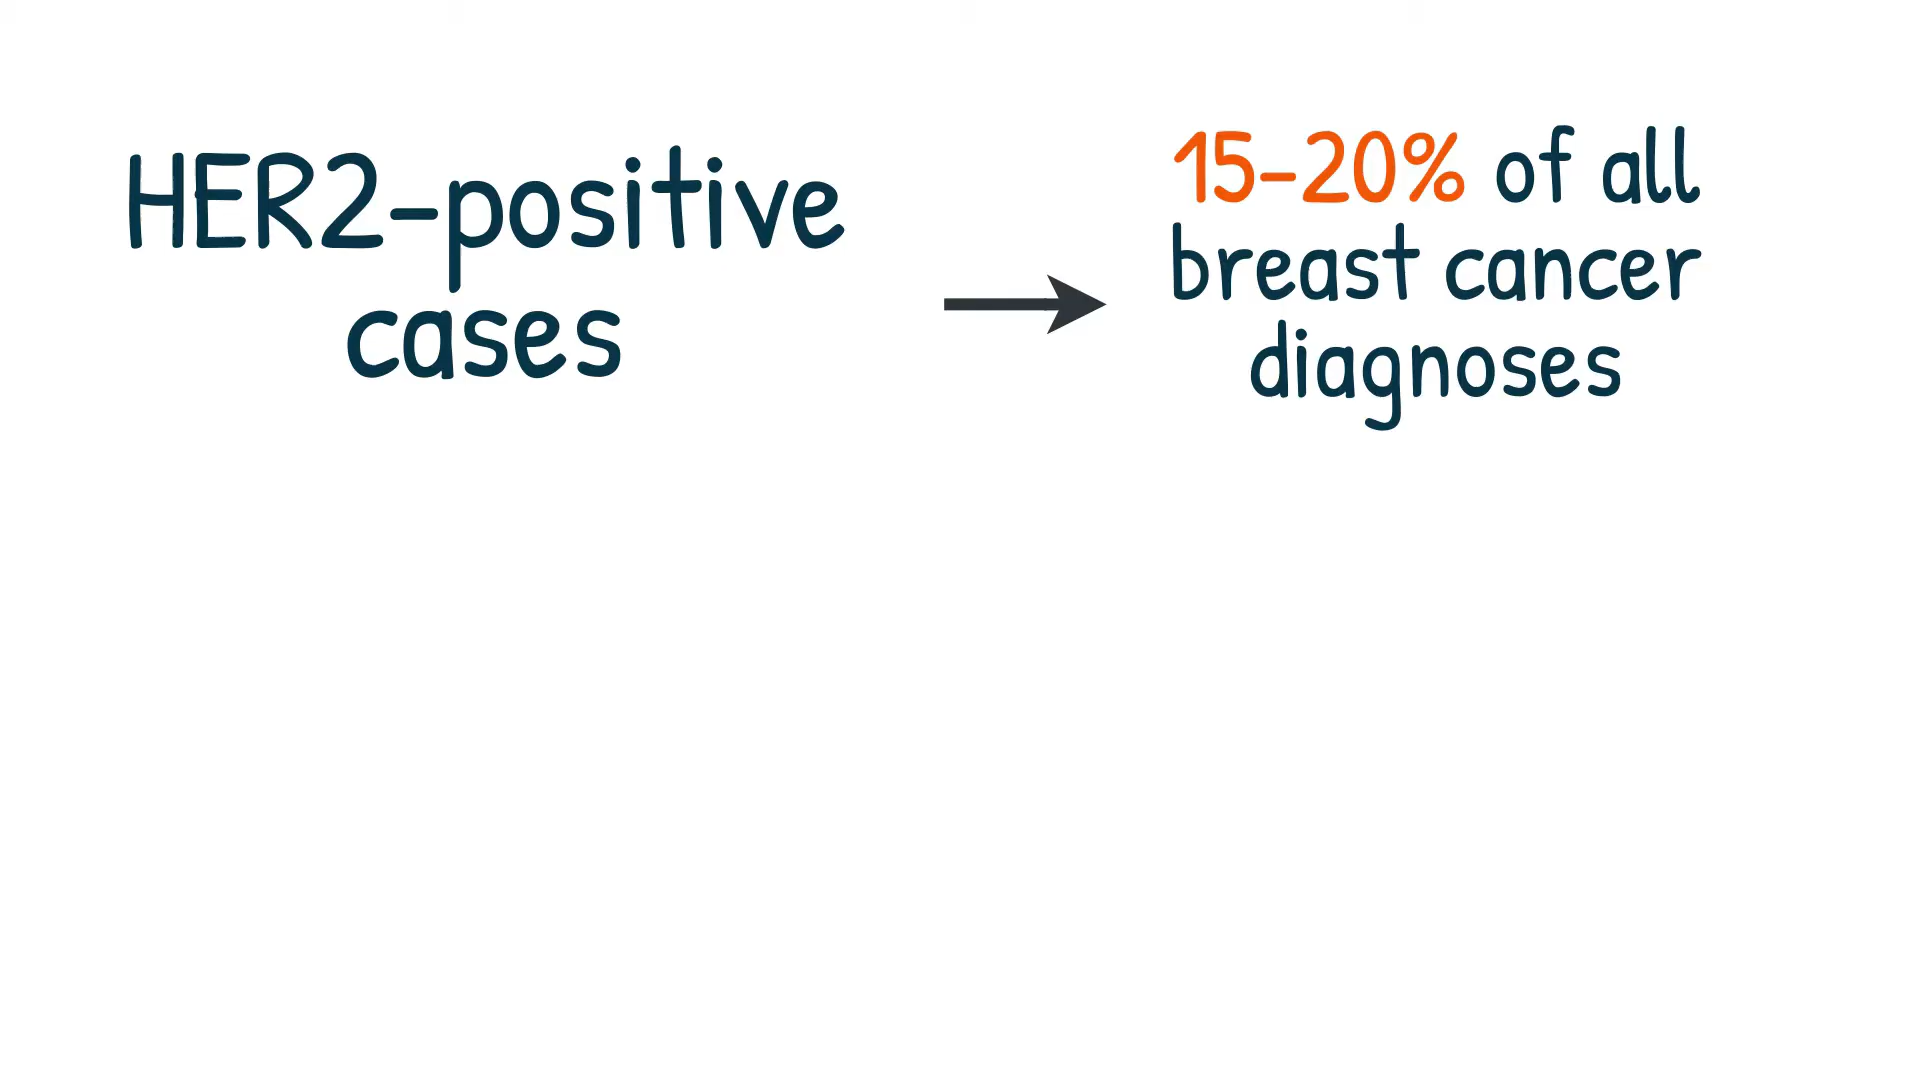 HER2-positive
cases
15-20% of all
breast cancer
diagnoses